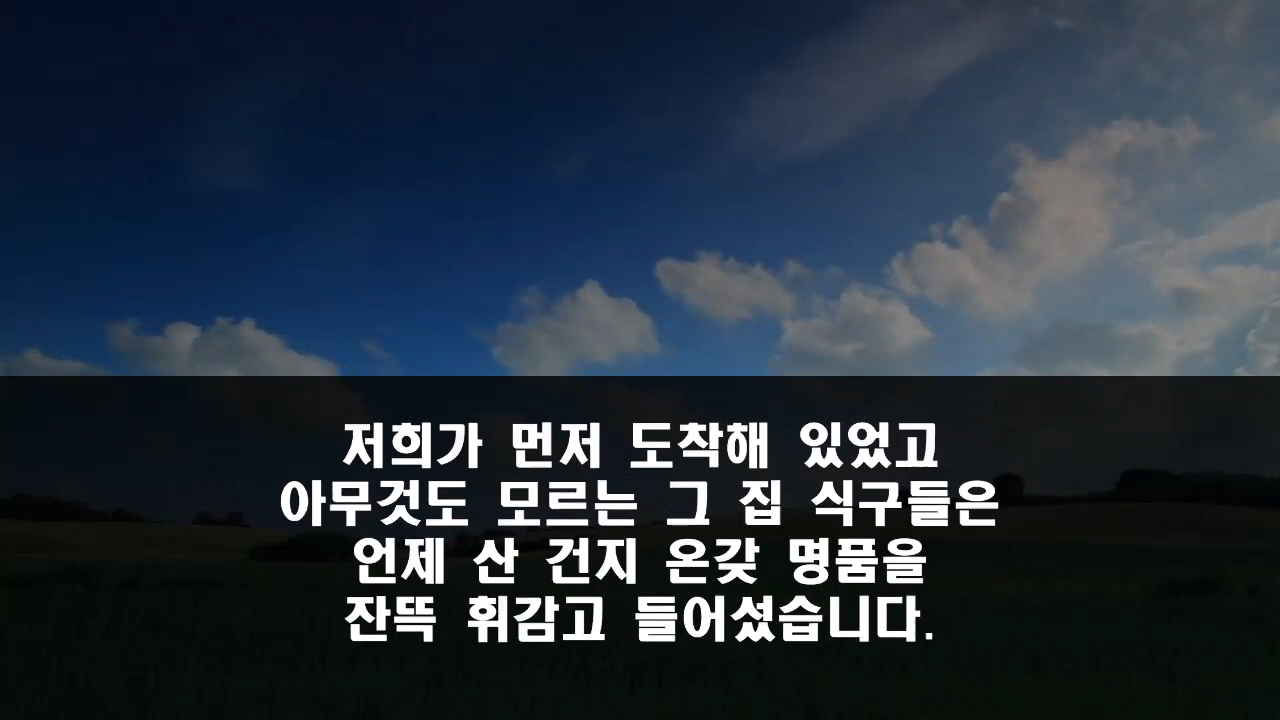 저희가 먼저 도착해 있었고
아무것도 모르는 그 집 식구들은
언제 산 건지 온갖 명품을
잔뜩 휘감고 들어섰습니다.